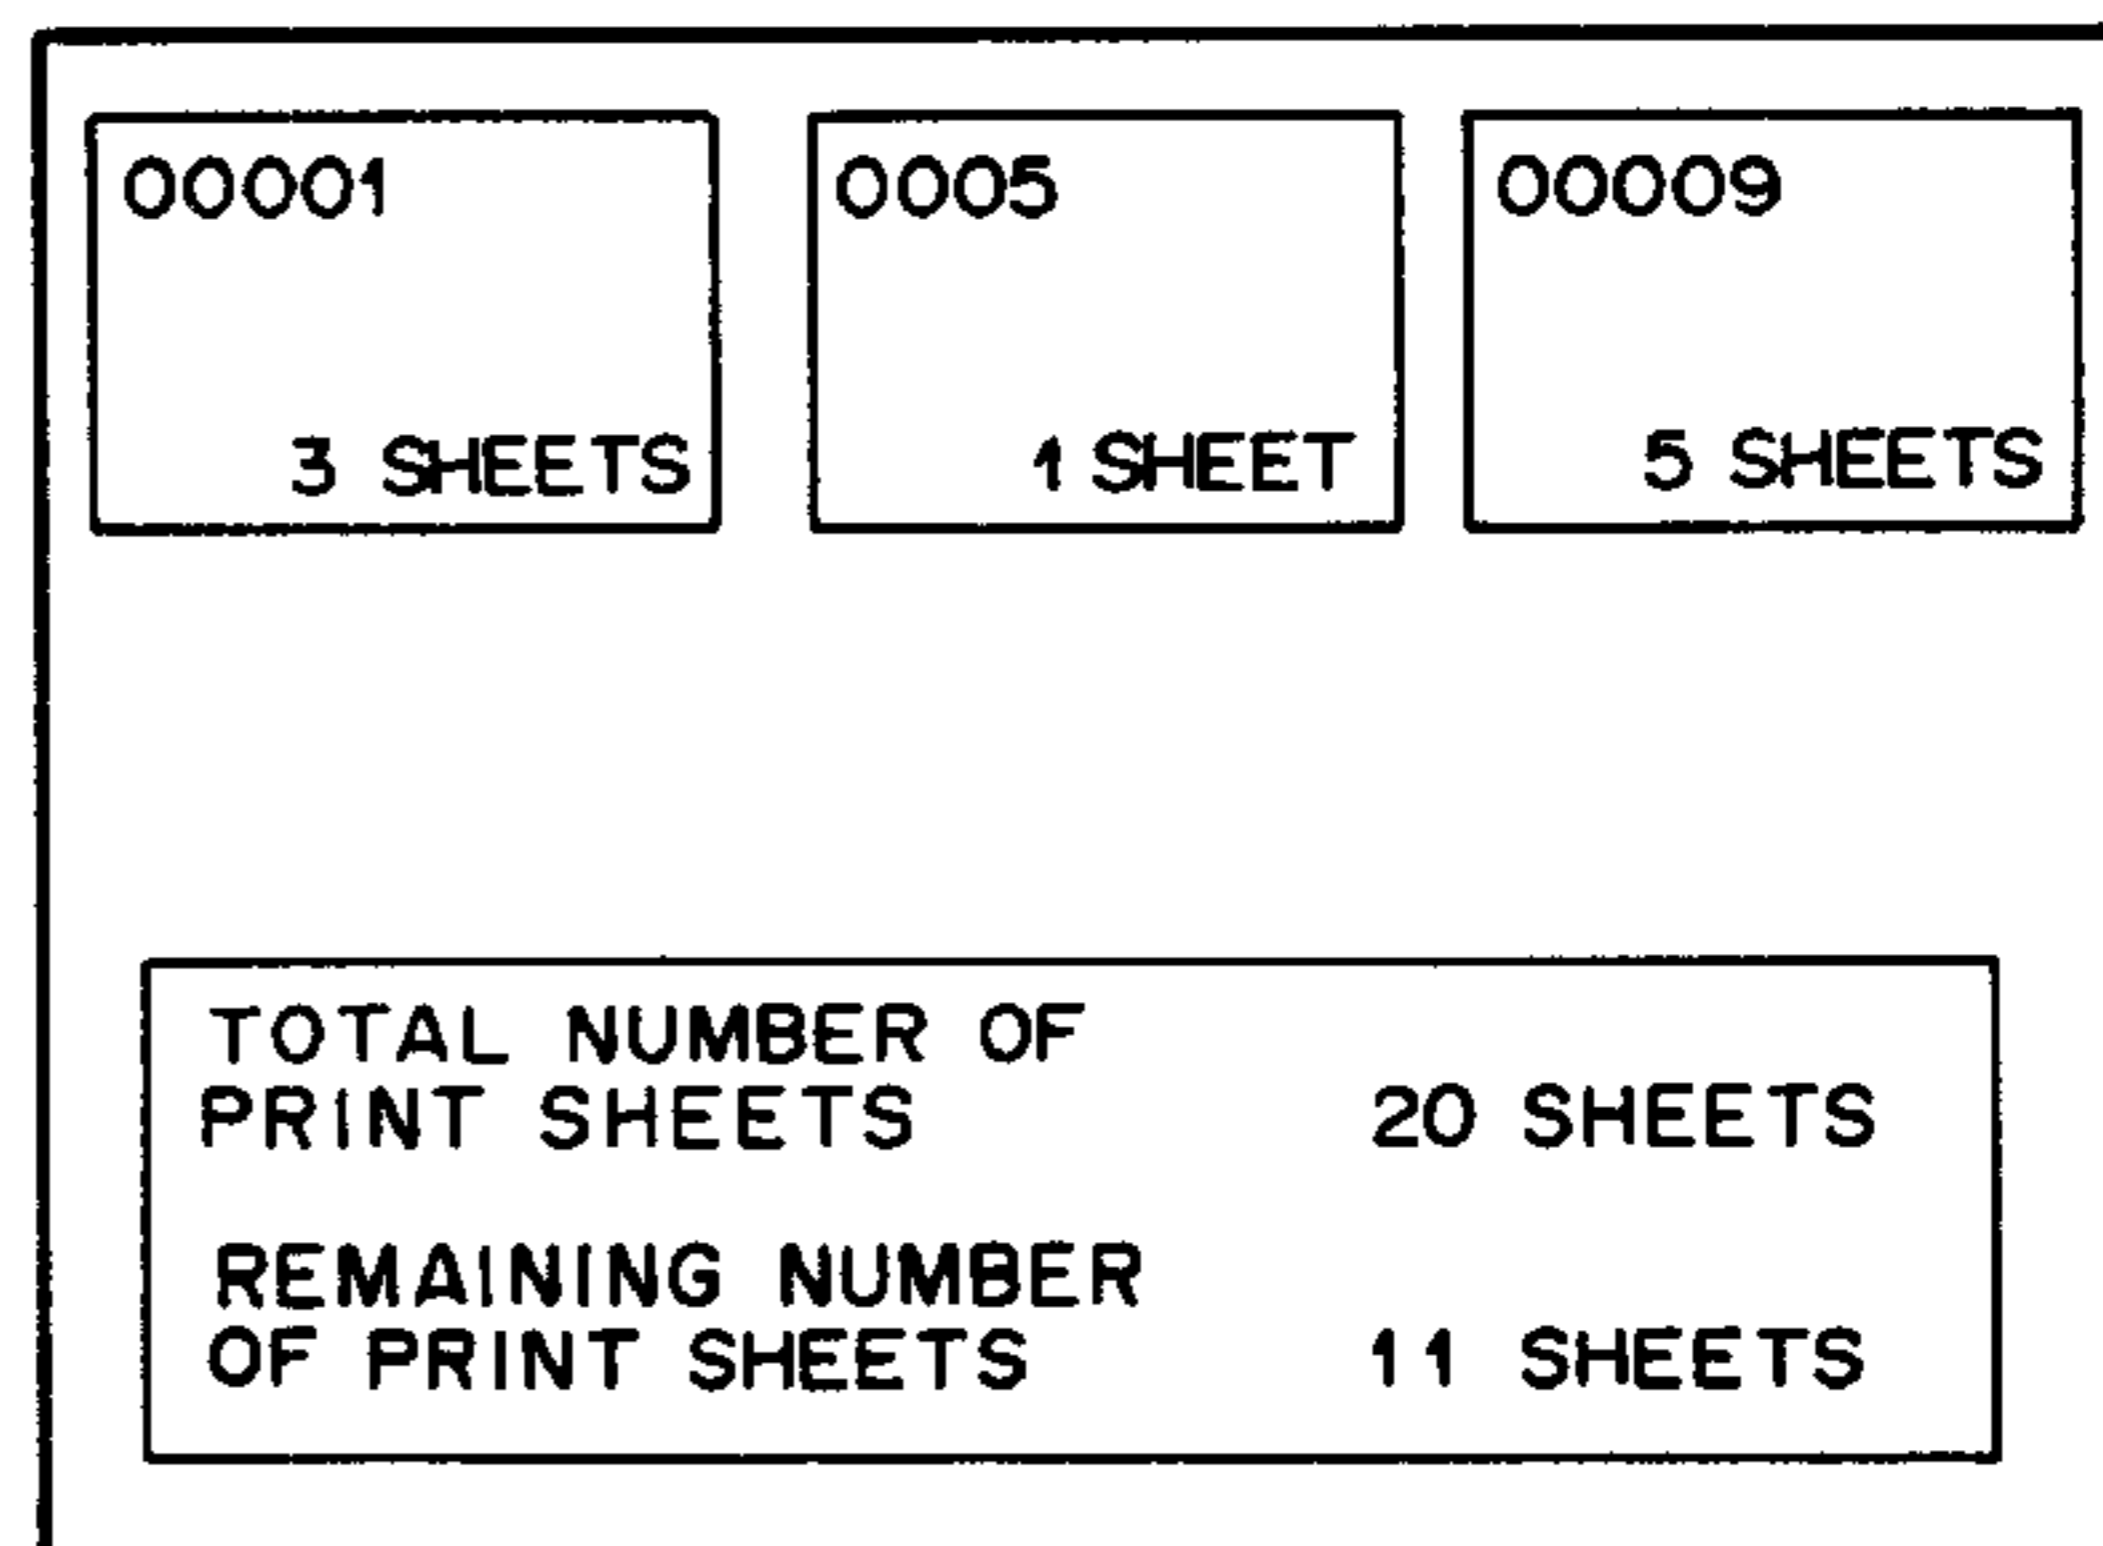 00001 0005 00009
3 SHEETS 1 SHEET 5 SHEETS
TOTAL NUMBER OF
PRINT SHEETS 20 SHEETS
REMAINING NUMBER
OF PRINT SHEETS 11 SHEETS